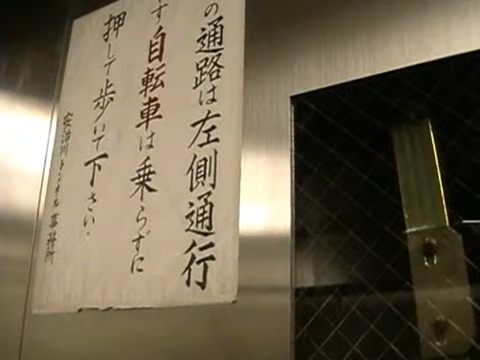 の通路は左側通行
す自転車は乗らずに
押して歩いて下さい。
安治川トンネル事務所